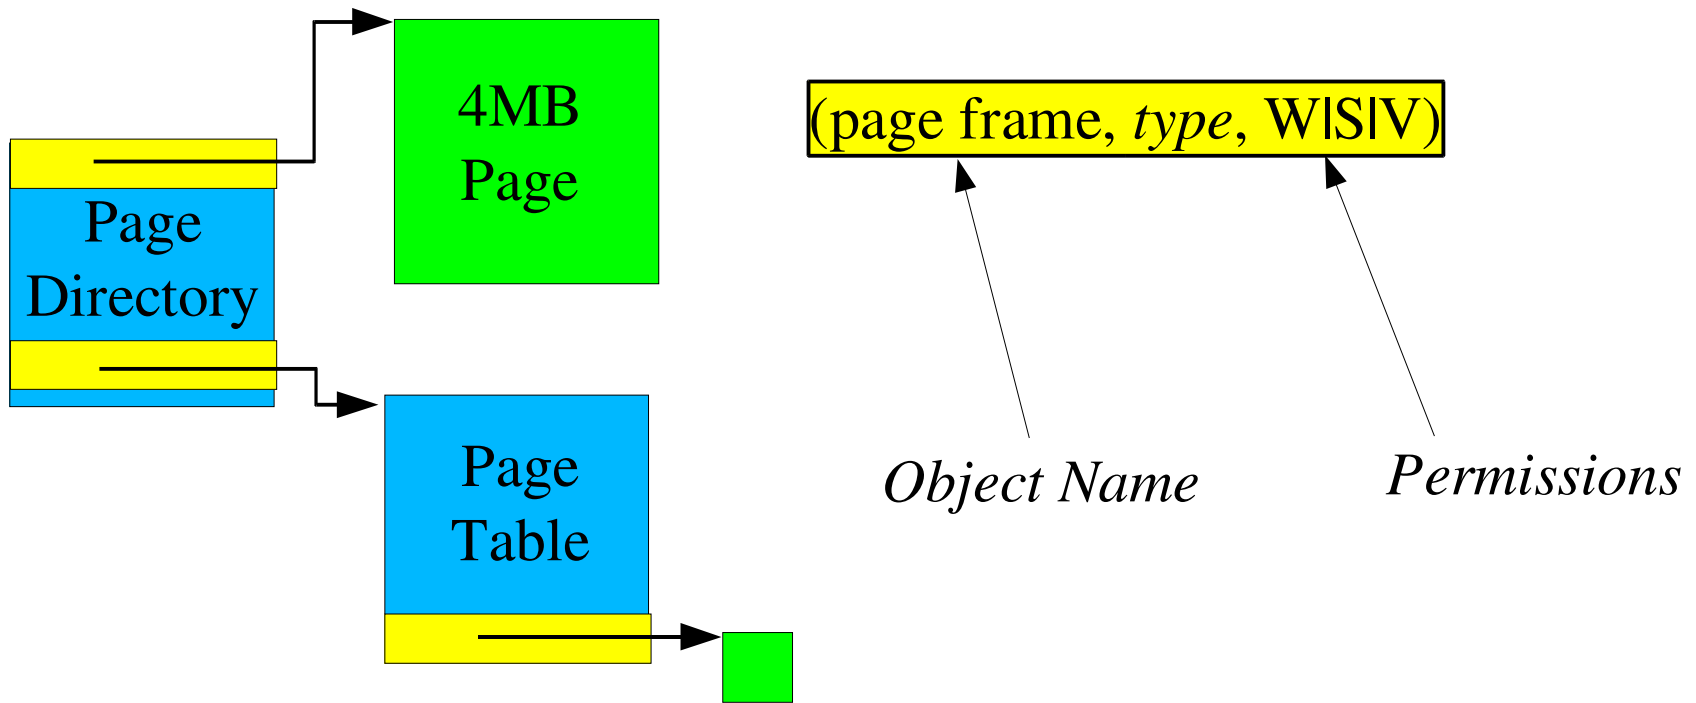 4MB
Page
(page frame, type, W|S|V)
Page
Directory
Page
Table
Object Name
Permissions